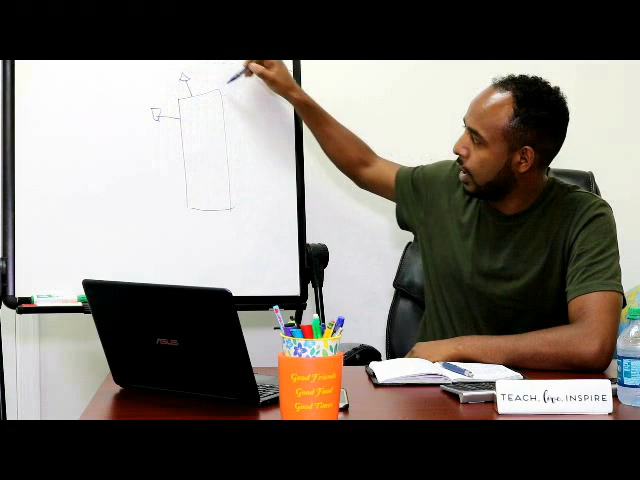 ASUS
Good Friends
Good Food
Good Times
TEACH, love, INSPIRE